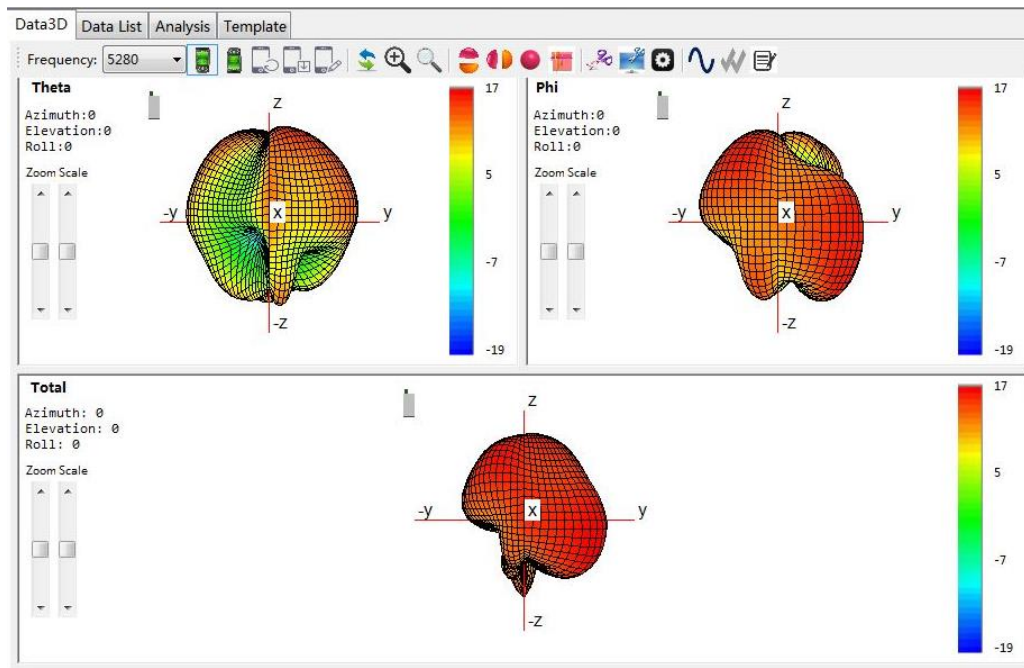 Data3D Data List Analysis Template
Frequency: 5280
Theta
Azimuth:0
Elevation:0
Roll:0
Zoom Scale
Z
-y
X
y
-Z
17
5
-7
-19
Phi
Azimuth:0
Elevation:0
Roll:0
Zoom Scale
Z
-y
X
y
-Z
17
5
-7
-19
Total
Azimuth: 0
Elevation: 0
Roll: 0
Zoom Scale
Z
-y
X
y
-Z
17
5
-7
-19